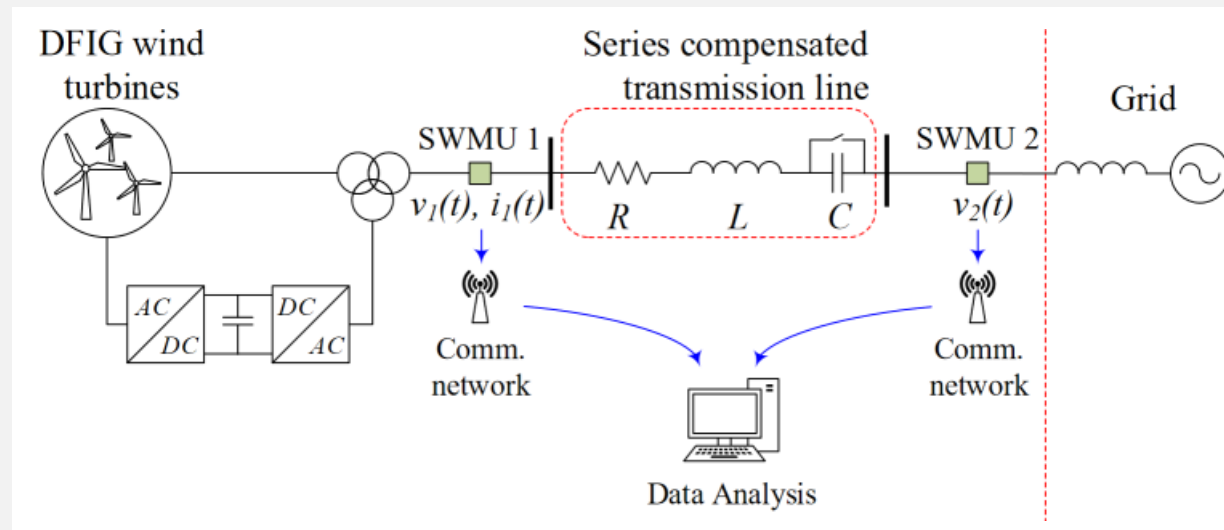 DFIG wind
turbines
Series compensated
transmission line
Grid
SWMU 1
SWMU 2
v₁(t), i₁(t)
R
L
C
v₂(t)
AC
DC
DC
AC
Comm.
network
Comm.
network
Data Analysis